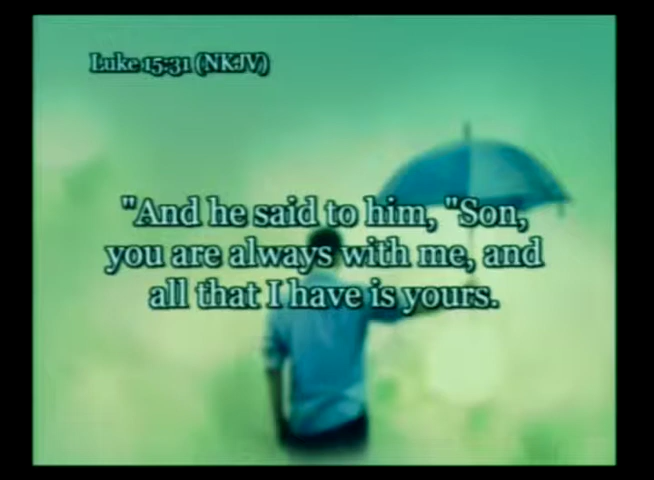 Luke 15:31 (NKJV)
"And he said to him, "Son,
you are always with me, and
all that I have is yours.